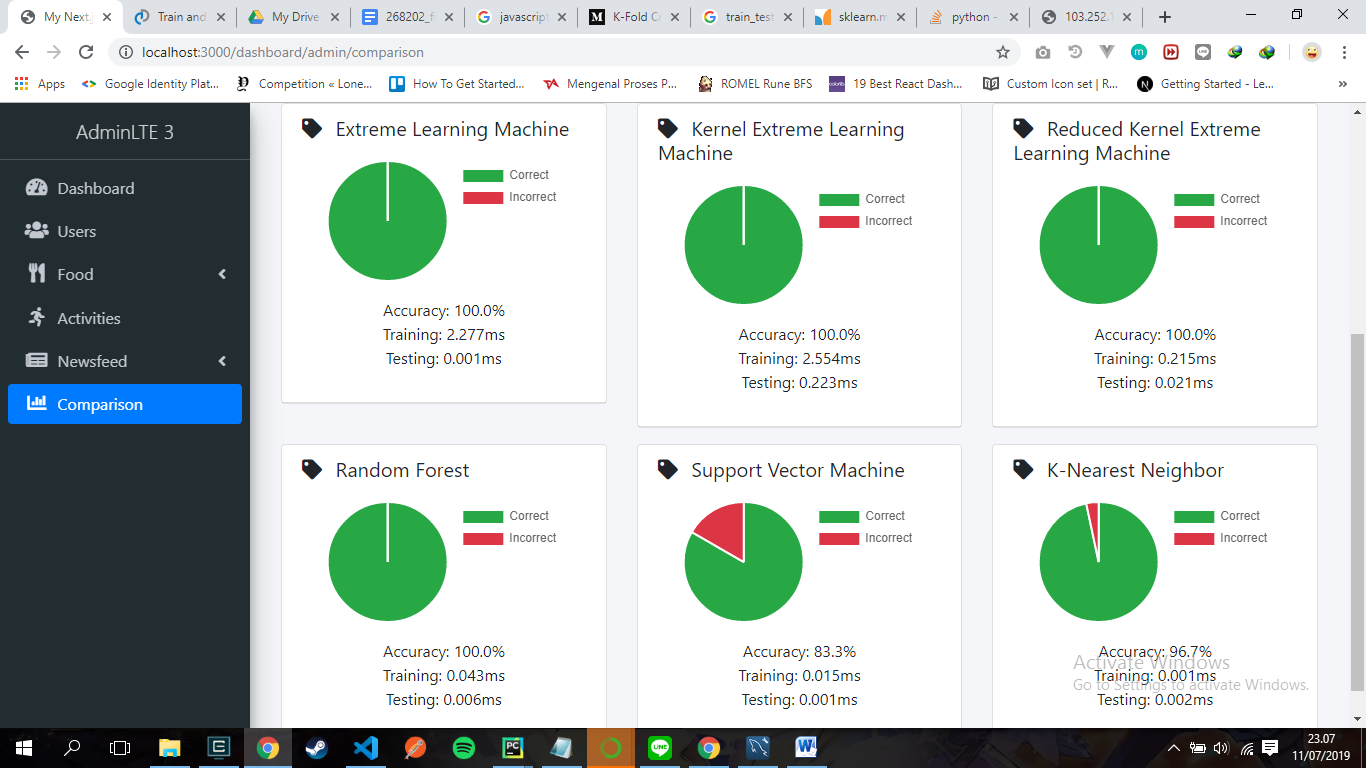 My Next.
Train and
My Drive
268202_fi
javascript
K-Fold Cr
train_test
sklearn.m
python -
103.252.1
localhost:3000/dashboard/admin/comparison
Apps
Google Identity Plat...
Competition « Lone...
How To Get Started...
Mengenal Proses P...
ROMEL Rune BFS
19 Best React Dash...
Custom Icon set | R...
Getting Started - Le...
»
AdminLTE 3
Dashboard
Users
Food
Activities
Newsfeed
Comparison
Extreme Learning Machine
Correct
Incorrect
Accuracy: 100.0%
Training: 2.277ms
Testing: 0.001ms
Kernel Extreme Learning
Machine
Correct
Incorrect
Accuracy: 100.0%
Training: 2.554ms
Testing: 0.223ms
Reduced Kernel Extreme
Learning Machine
Correct
Incorrect
Accuracy: 100.0%
Training: 0.215ms
Testing: 0.021ms
Random Forest
Correct
Incorrect
Accuracy: 100.0%
Training: 0.043ms
Testing: 0.006ms
Support Vector Machine
Correct
Incorrect
Accuracy: 83.3%
Training: 0.015ms
Testing: 0.001ms
K-Nearest Neighbor
Correct
Incorrect
Accuracy: 96.7%
Training: 0.001ms
Testing: 0.002ms
Activate Windows
Go to Settings to activate Windows.
23.07
11/07/2019